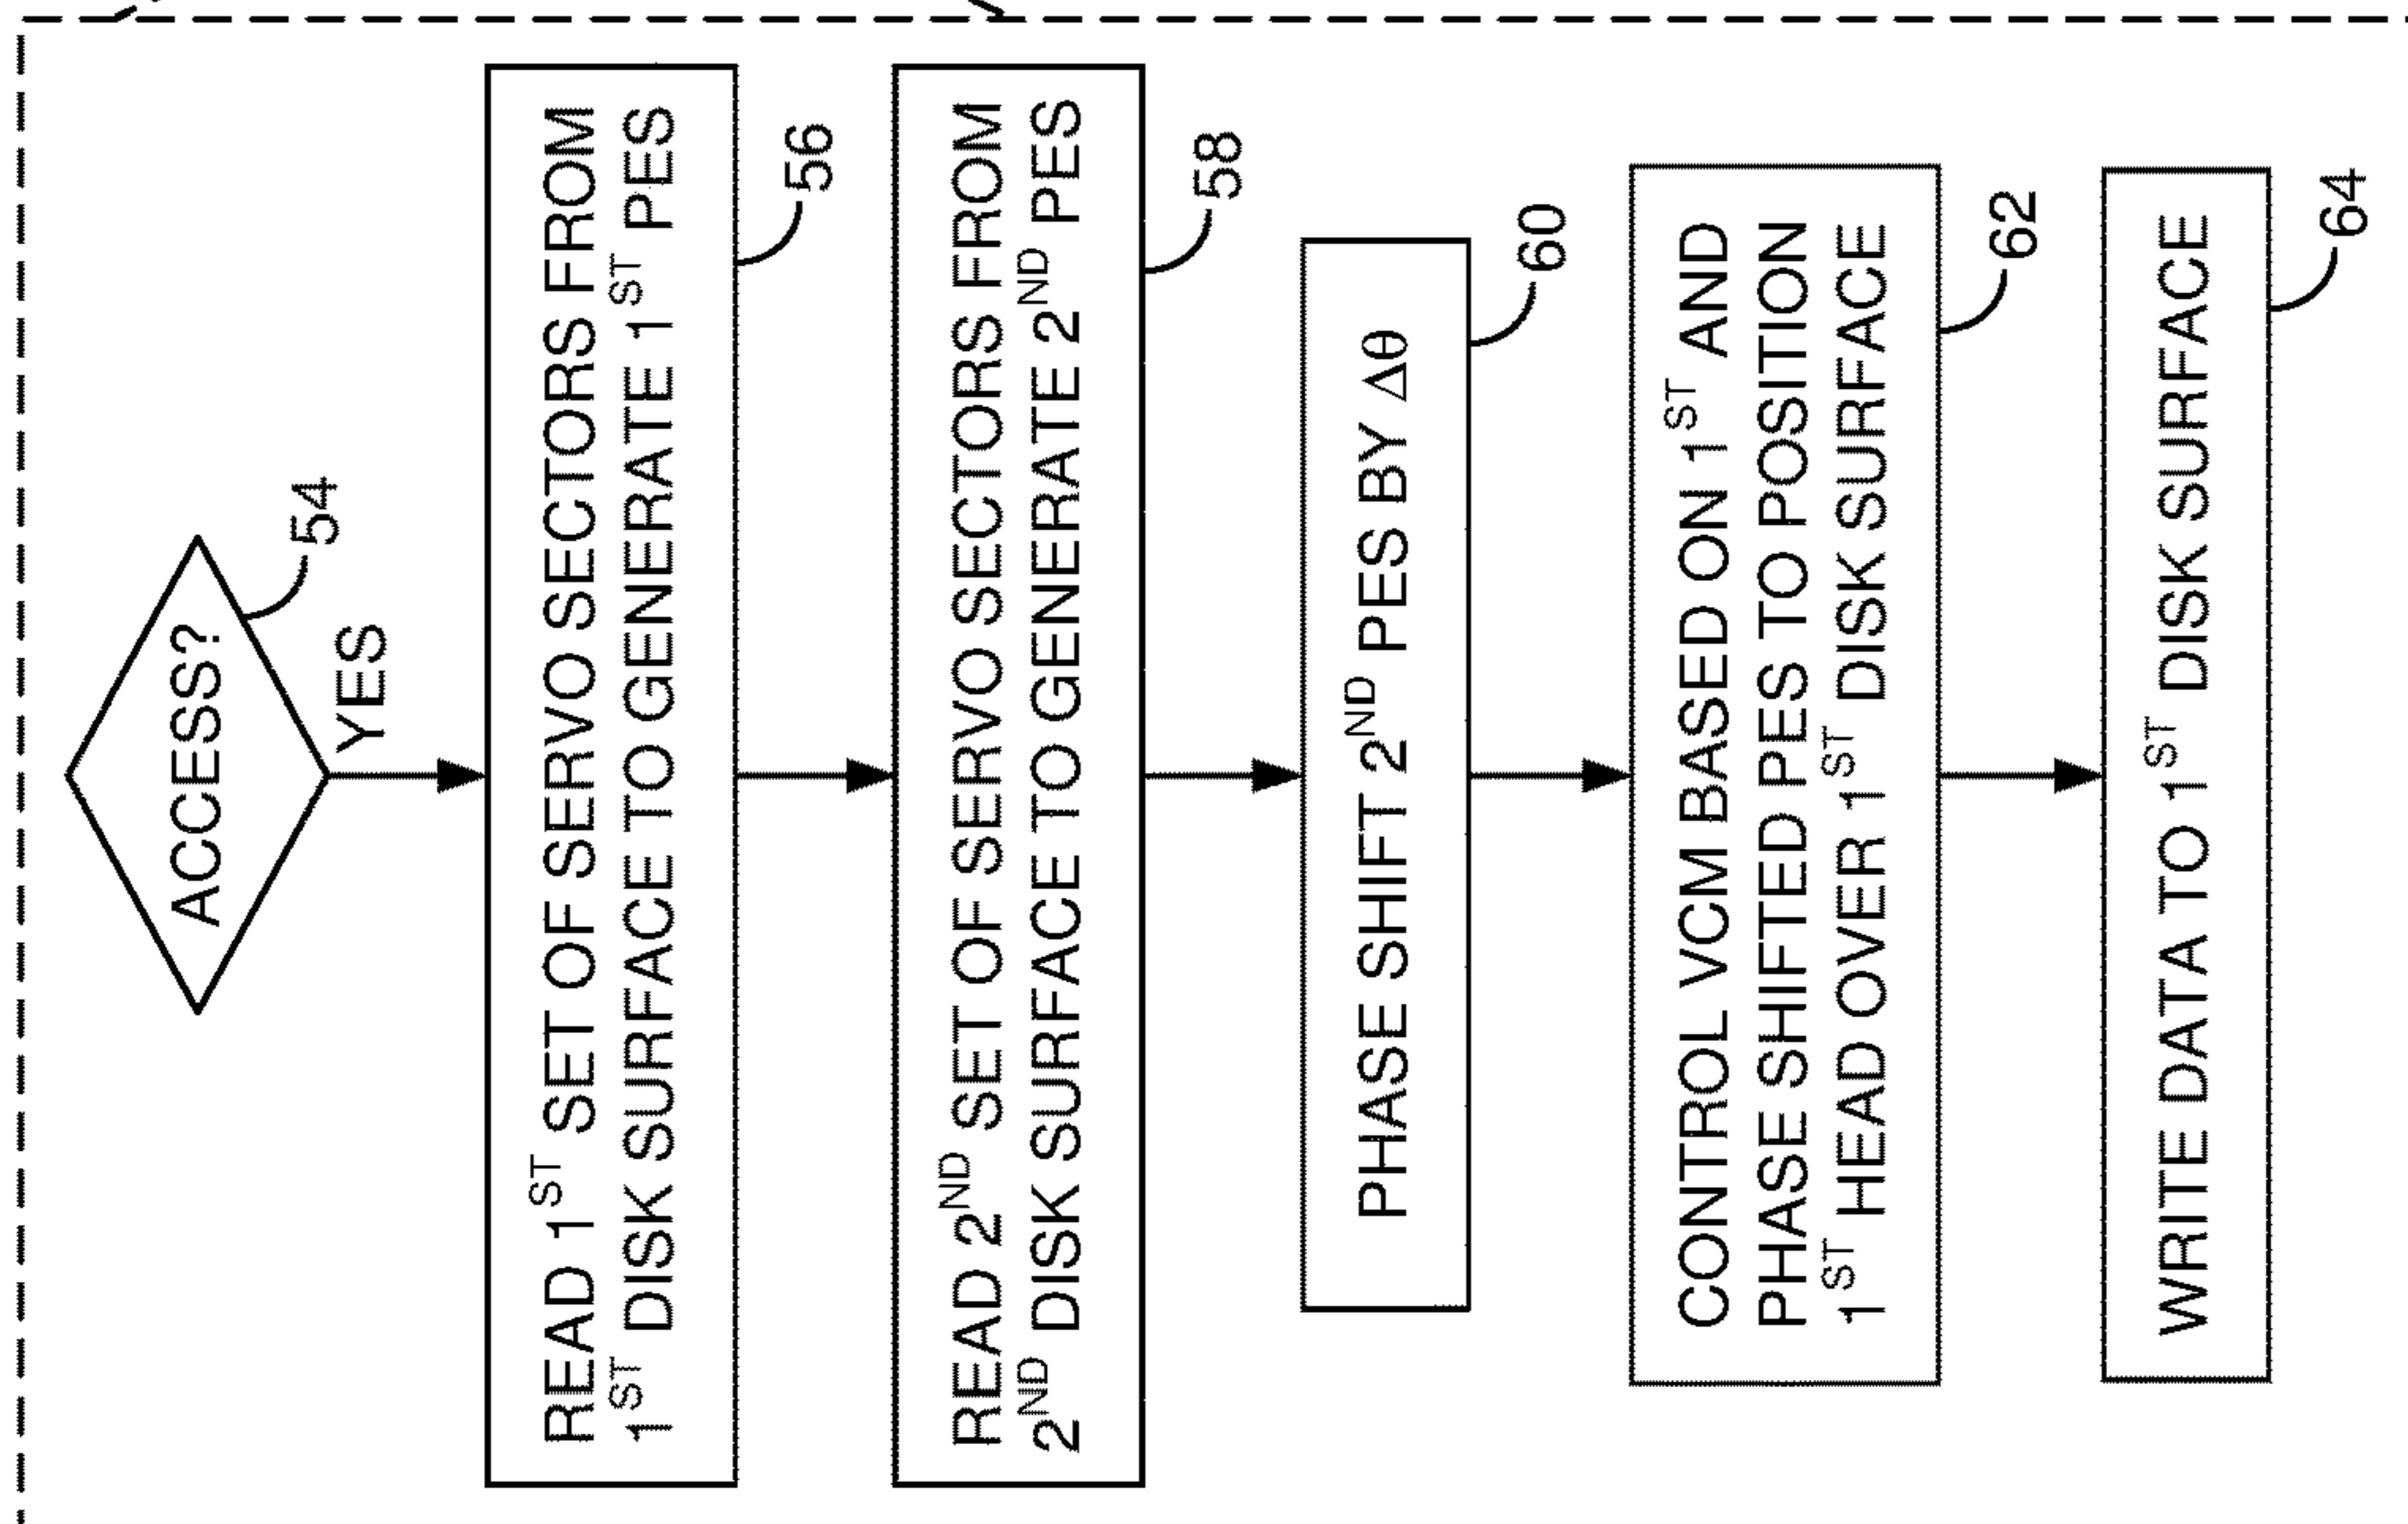 ACCESS?
54
YES
READ 1ST SET OF SERVO SECTORS FROM
1ST DISK SURFACE TO GENERATE 1ST PES
56
READ 2ND SET OF SERVO SECTORS FROM
2ND DISK SURFACE TO GENERATE 2ND PES
58
PHASE SHIFT 2ND PES BY Δθ
60
CONTROL VCM BASED ON 1ST AND
PHASE SHIFTED PES TO POSITION
1ST HEAD OVER 1ST DISK SURFACE
62
WRITE DATA TO 1ST DISK SURFACE
64